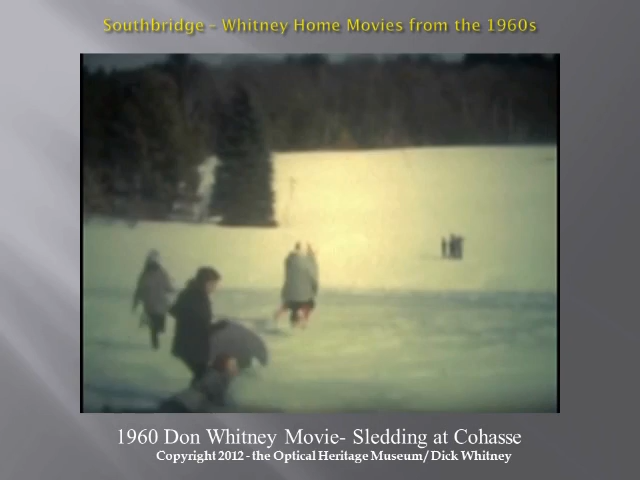 Southbridge – Whitney Home Movies from the 1960s
1960 Don Whitney Movie- Sledding at Cohasse
Copyright 2012 - the Optical Heritage Museum / Dick Whitney